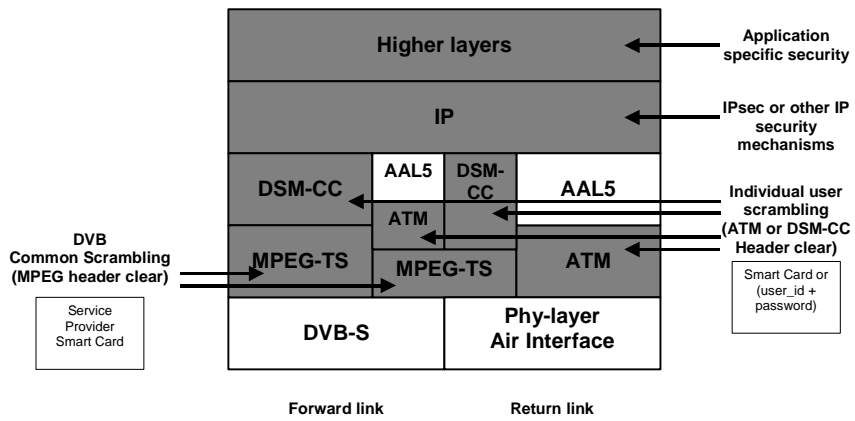 Higher layers
Application
specific security
IP
IPsec or other IP
security
mechanisms
DSM-CC
AAL5
DSM-
CC
AAL5
ATM
Individual user
scrambling
(ATM or DSM-CC
Header clear)
DVB
Common Scrambling
(MPEG header clear)
MPEG-TS
MPEG-TS
ATM
Service
Provider
Smart Card
Smart Card or
(user_id +
password)
DVB-S
Phy-layer
Air Interface
Forward link
Return link